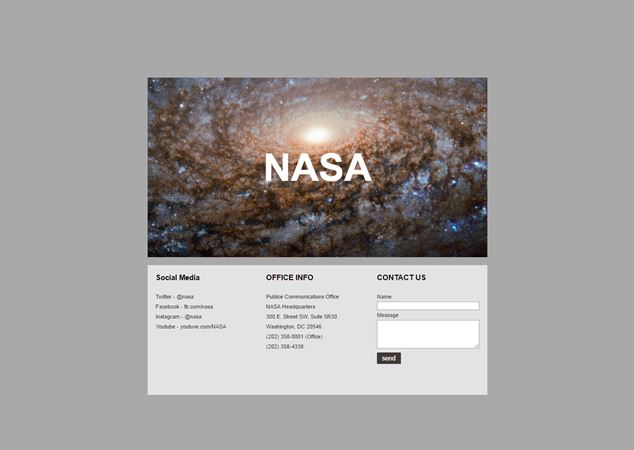 NASA
Social Media
Twitter - @nasa
Facebook - fb.com/nasa
Instagram - @nasa
Youtube - youtuve.com/NASA
OFFICE INFO
Publice Communications Office
NASA Headquarters
300 E. Street SW, Suite 5R30
Washington, DC 20546
(202) 358-0001 (Office)
(202) 358-4338
CONTACT US
Name
Message
send